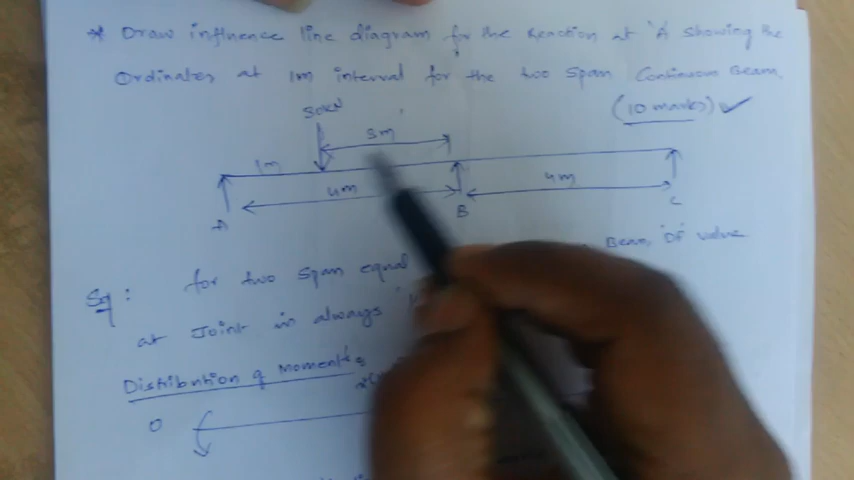 * Draw influence line diagram for the Reaction at 'A' showing the
Ordinates at 1m interval for the two span Continuous Beam.
(10 marks)
50KN
3m
1m
4m
4m
A
B
C
Sol: for two span equal Beam 'DF' value
at Joint in always
Distribution of Moments
0